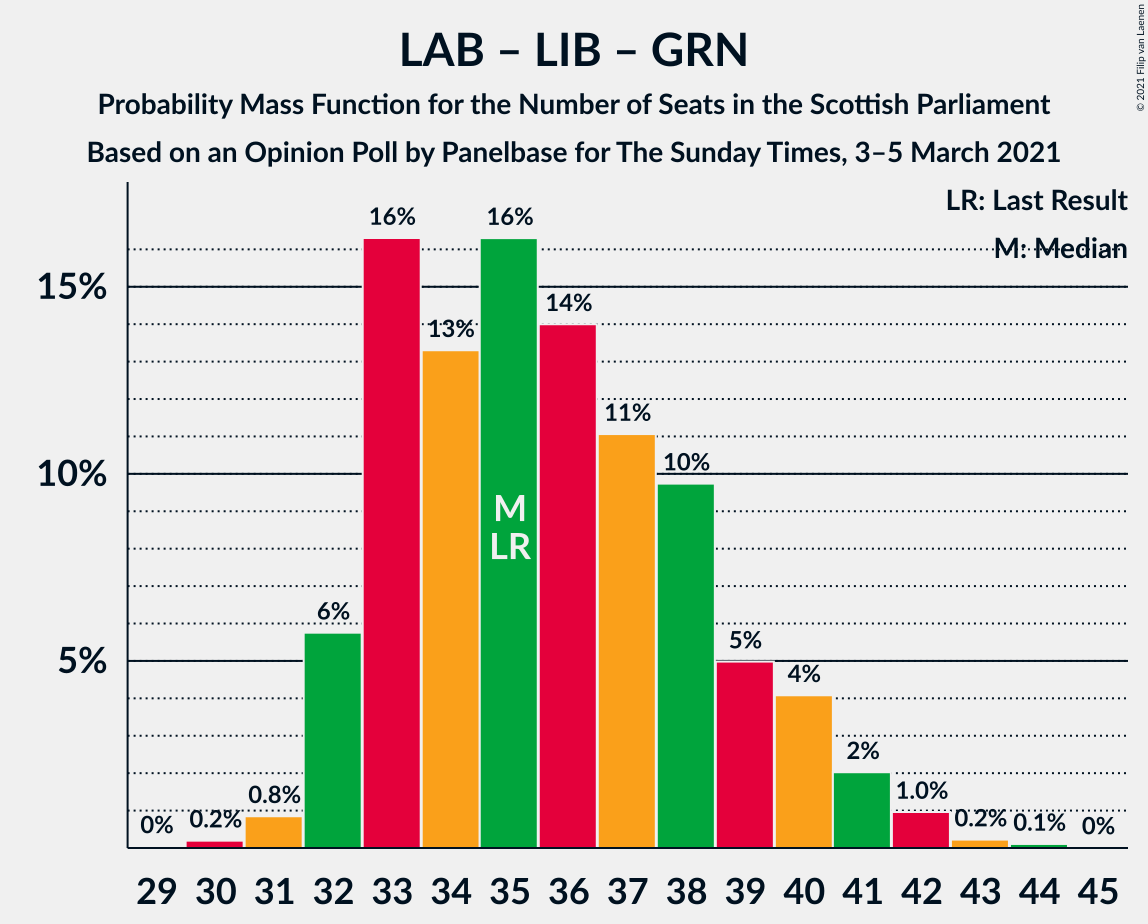 LAB – LIB – GRN
Probability Mass Function for the Number of Seats in the Scottish Parliament
Based on an Opinion Poll by Panelbase for The Sunday Times, 3–5 March 2021
© 2021 Filip van Laenen
LR: Last Result
M: Median
15%
10%
5%
0%
0.2%
0.8%
6%
16%
13%
16%
14%
11%
10%
5%
4%
2%
1.0%
0.2%
0.1%
0%
M
LR
29 30 31 32 33 34 35 36 37 38 39 40 41 42 43 44 45